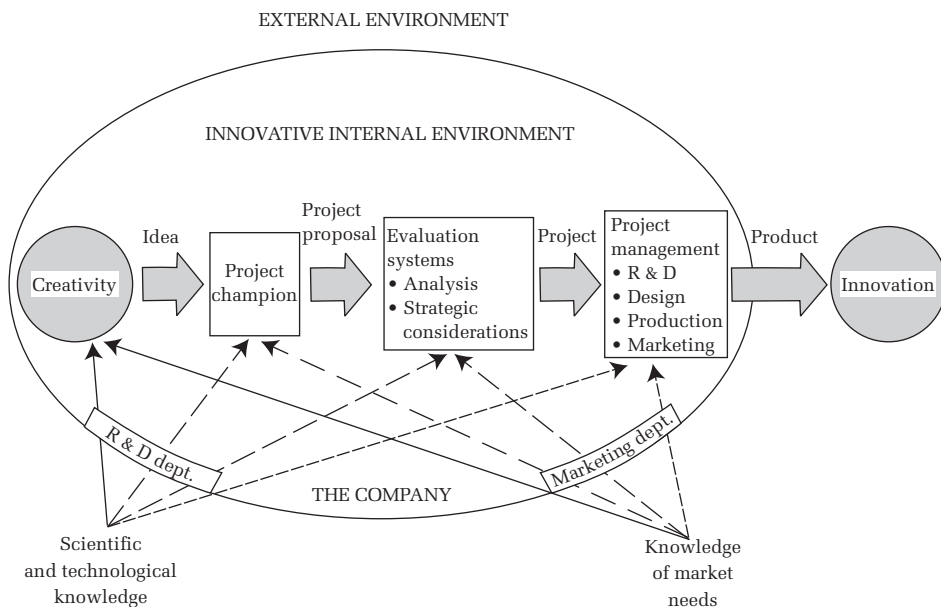 EXTERNAL ENVIRONMENT
INNOVATIVE INTERNAL ENVIRONMENT
Creativity
Idea
Project
champion
Project
proposal
Evaluation
systems
• Analysis
• Strategic
considerations
Project
Project
management
• R & D
• Design
• Production
• Marketing
Product
Innovation
R & D dept.
Marketing dept.
THE COMPANY
Scientific
and technological
knowledge
Knowledge
of market
needs